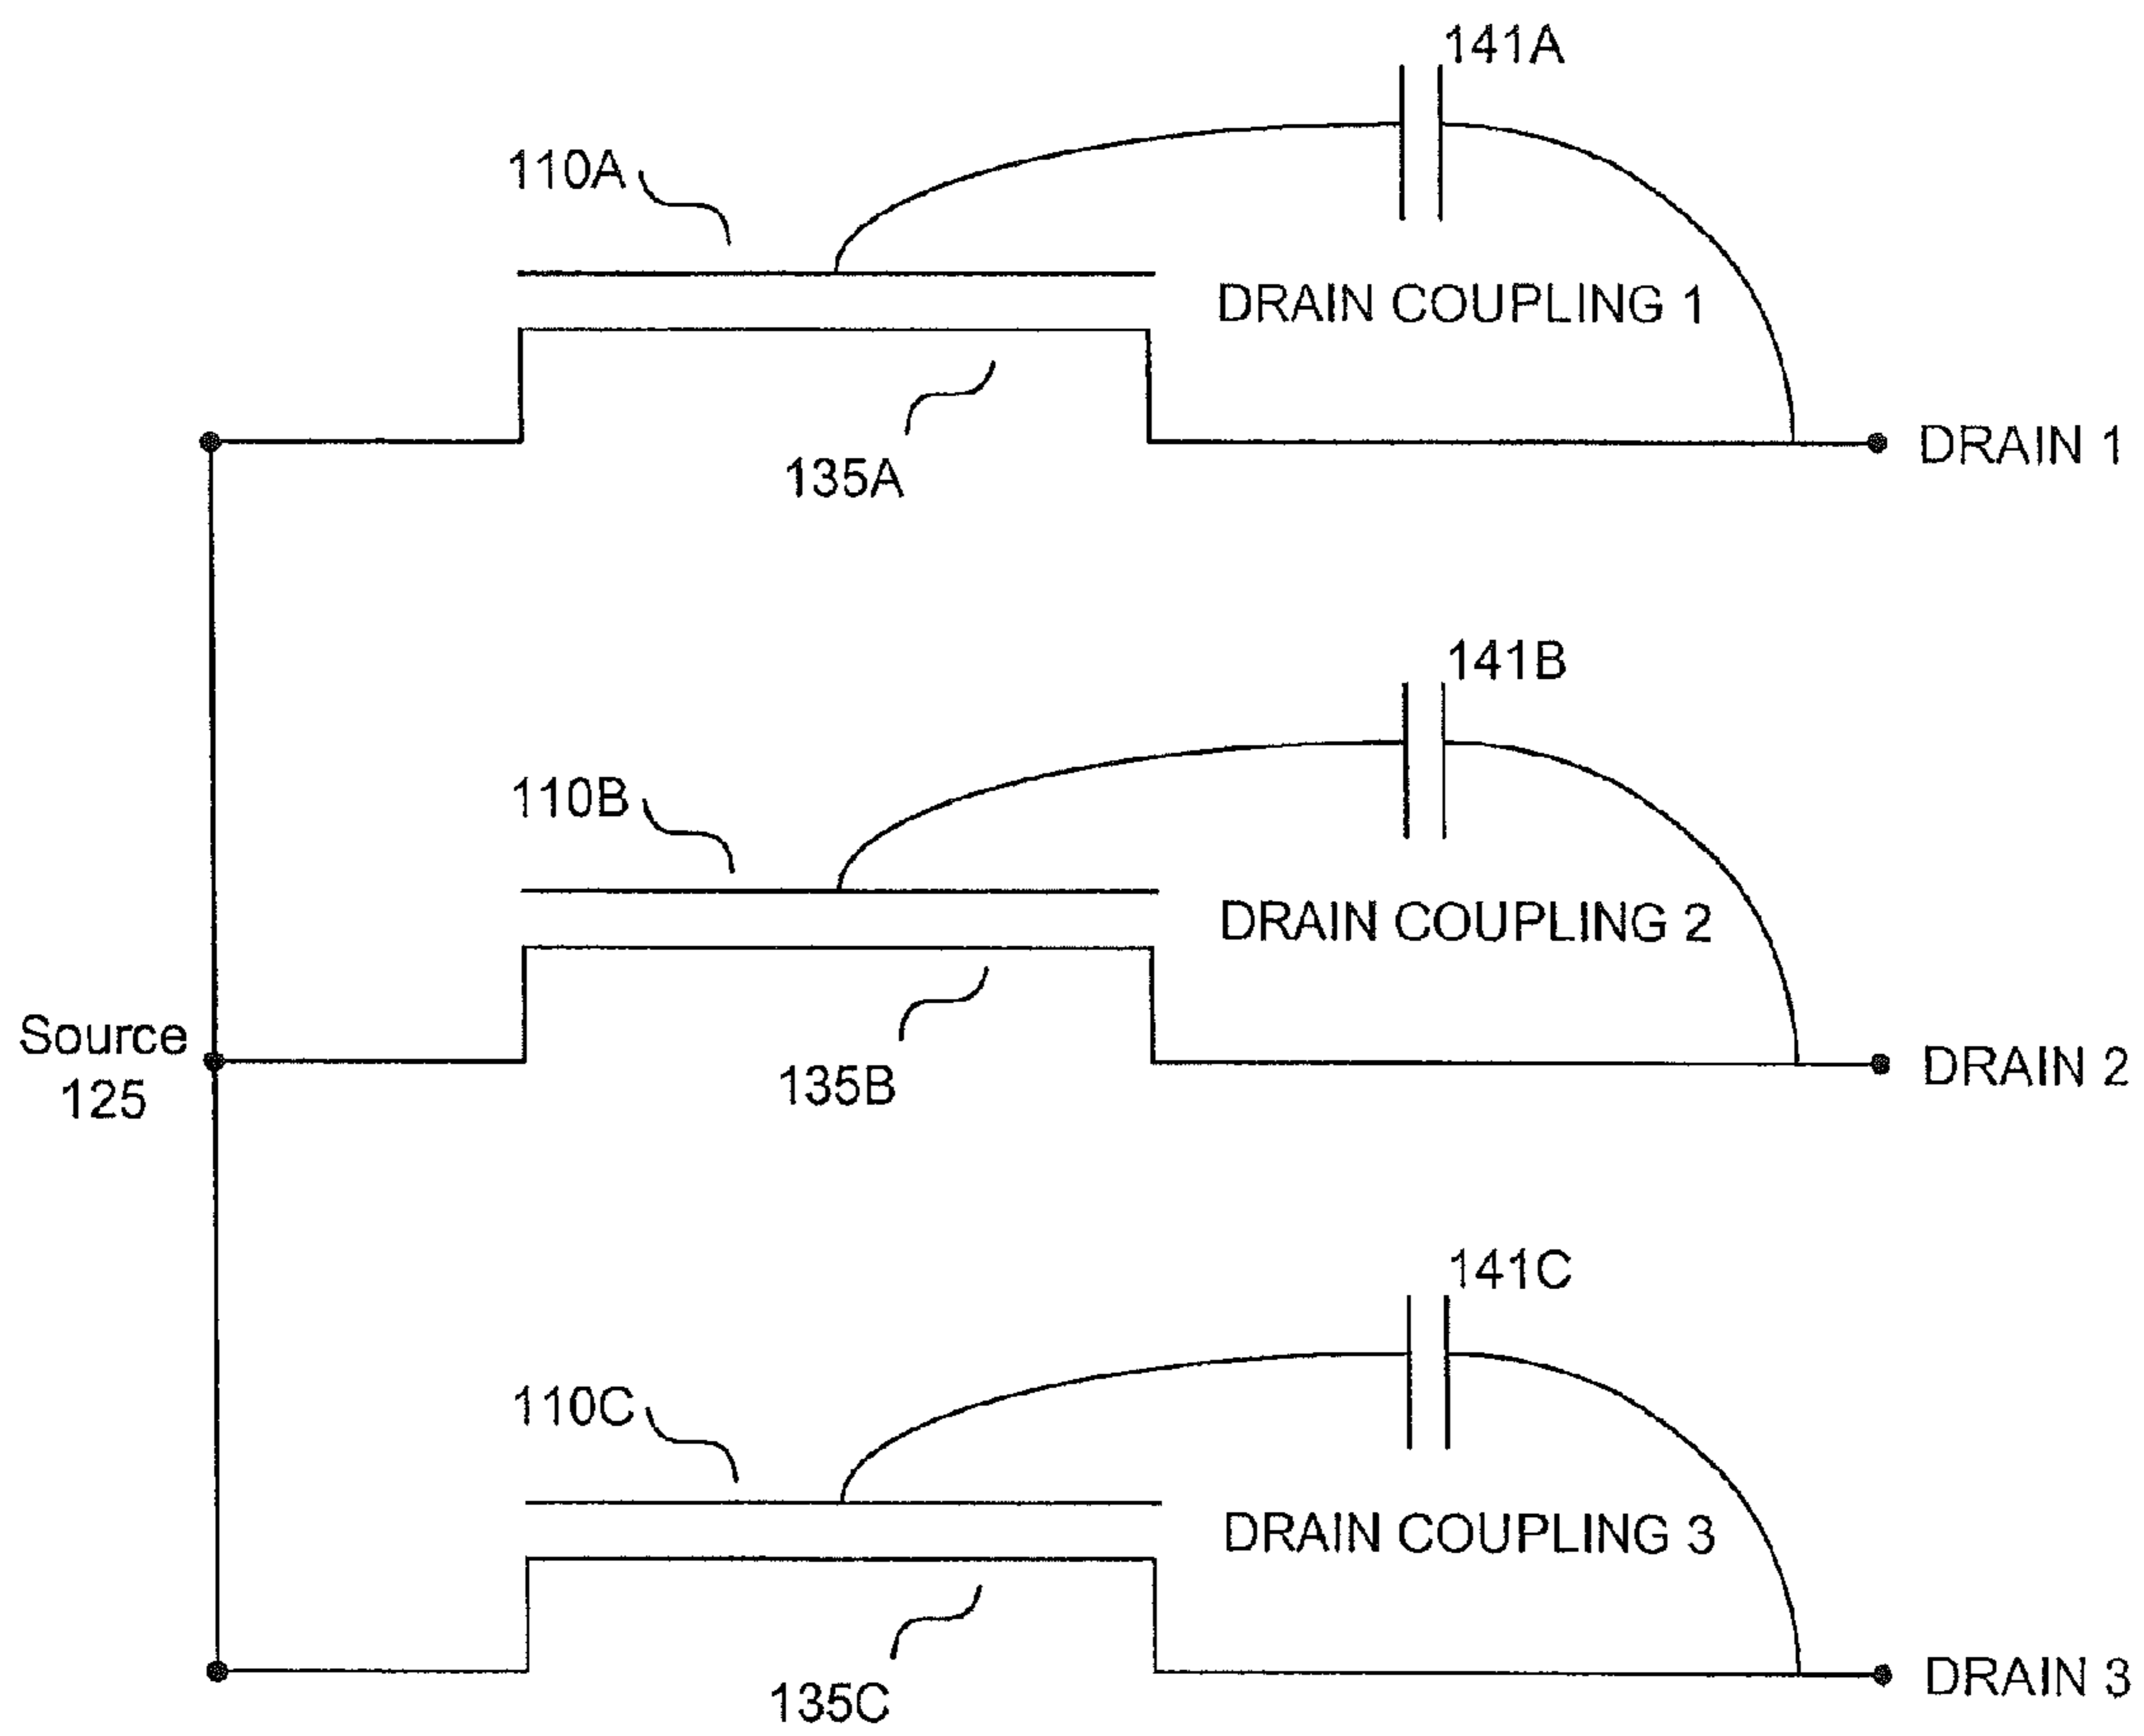 141A
110A
DRAIN COUPLING 1
DRAIN 1
135A
141B
110B
DRAIN COUPLING 2
Source
125
DRAIN 2
135B
141C
110C
DRAIN COUPLING 3
DRAIN 3
135C